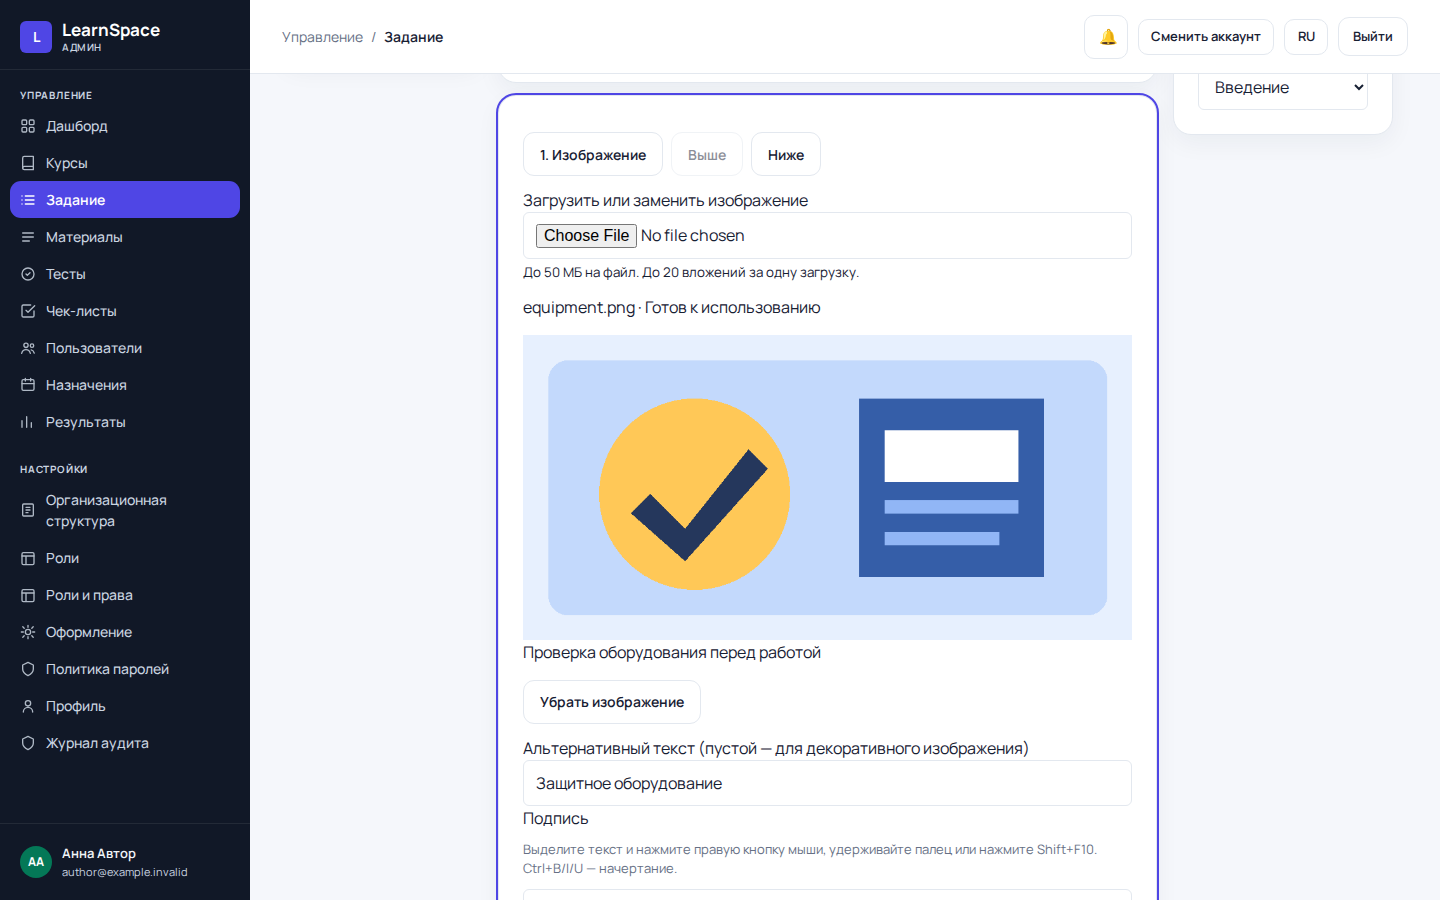 L
LearnSpace
АДМИН
УПРАВЛЕНИЕ
Дашборд
Курсы
Задание
Материалы
Тесты
Чек-листы
Пользователи
Назначения
Результаты
НАСТРОЙКИ
Организационная
структура
Роли
Роли и права
Оформление
Политика паролей
Профиль
Журнал аудита
AA
Анна Автор
author@example.invalid
Управление / Задание
Сменить аккаунт
RU
Выйти
1. Изображение
Выше
Ниже
Загрузить или заменить изображение
Choose File No file chosen
До 50 МБ на файл. До 20 вложений за одну загрузку.
equipment.png · Готов к использованию
Проверка оборудования перед работой
Убрать изображение
Альтернативный текст (пустой — для декоративного изображения)
Защитное оборудование
Подпись
Выделите текст и нажмите правую кнопку мыши, удерживайте палец или нажмите Shift+F10.
Ctrl+B/I/U — начертание.
Введение